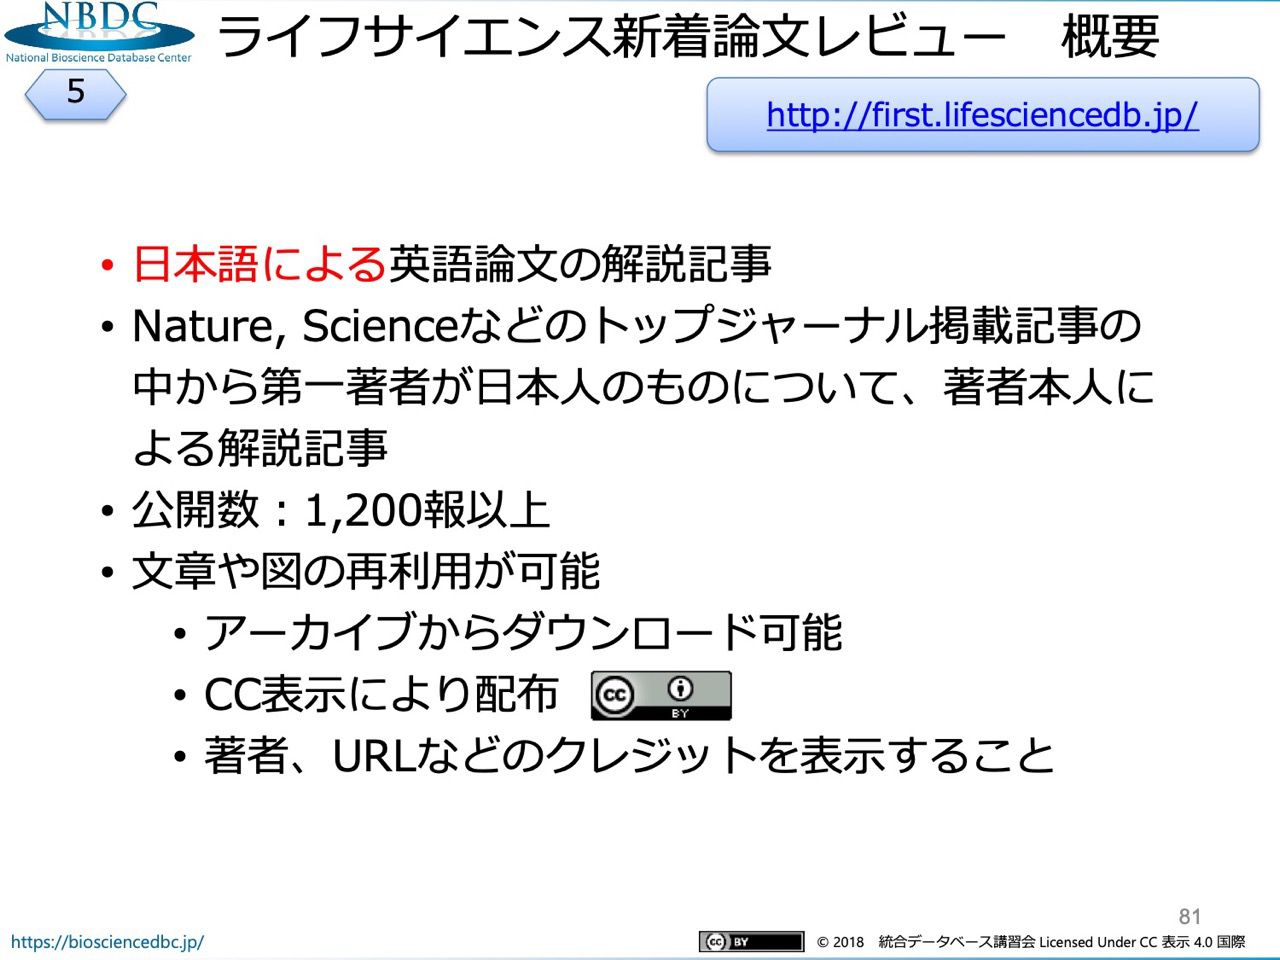 NBDC
National Bioscience Database Center
ライフサイエンス新着論文レビュー　概要
5
http://first.lifesciencedb.jp/
• 日本語による英語論文の解説記事
• Nature, Scienceなどのトップジャーナル掲載記事の
中から第一著者が日本人のものについて、著者本人に
よる解説記事
• 公開数：1,200報以上
• 文章や図の再利用が可能
• アーカイブからダウンロード可能
• CC表示により配布
cc BY
• 著者、URLなどのクレジットを表示すること
81
https://biosciencedbc.jp/
cc BY
© 2018　統合データベース講習会 Licensed Under CC 表示 4.0 国際